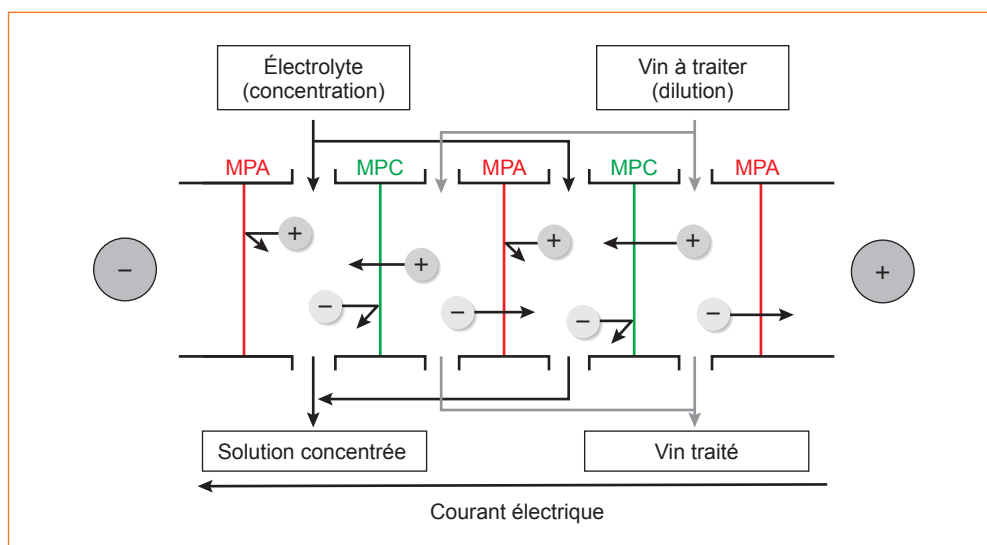 Électrolyte
(concentration)
Vin à traiter
(dilution)
MPA
MPC
MPA
MPC
MPA
+
+
+
+
–
+
–
–
–
–
Solution concentrée
Vin traité
Courant électrique